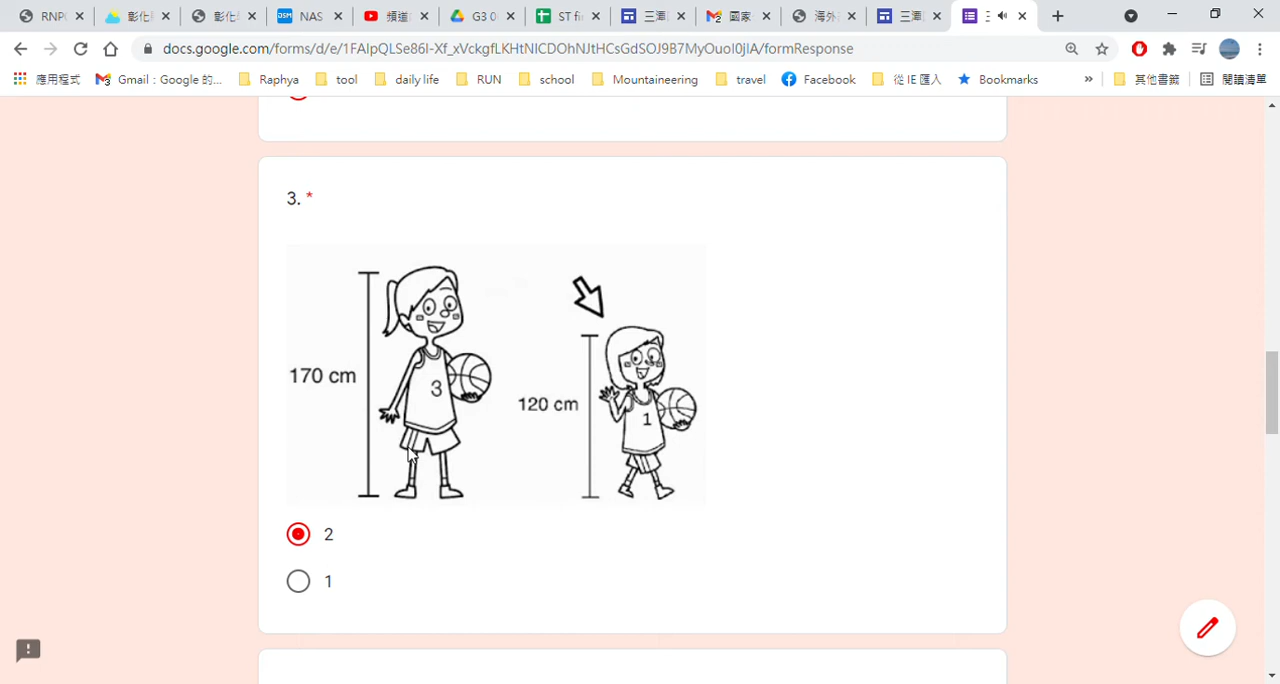 RNPC
彰化
彰化
NAS
頻道
G3 0
ST fi
三潭
國家
海外
三潭
docs.google.com/forms/d/e/1FAIpQLSe86I-Xf_xVckgfLKHtNICDOhNJtHCsGdSOJ9B7MyOuoI0jlA/formResponse
應用程式 Gmail：Google 的... Raphya tool daily life RUN school Mountaineering travel Facebook 從 IE 匯入 Bookmarks » 其他書籤 閱讀清單
3. *
170 cm
3
120 cm
1
2
1